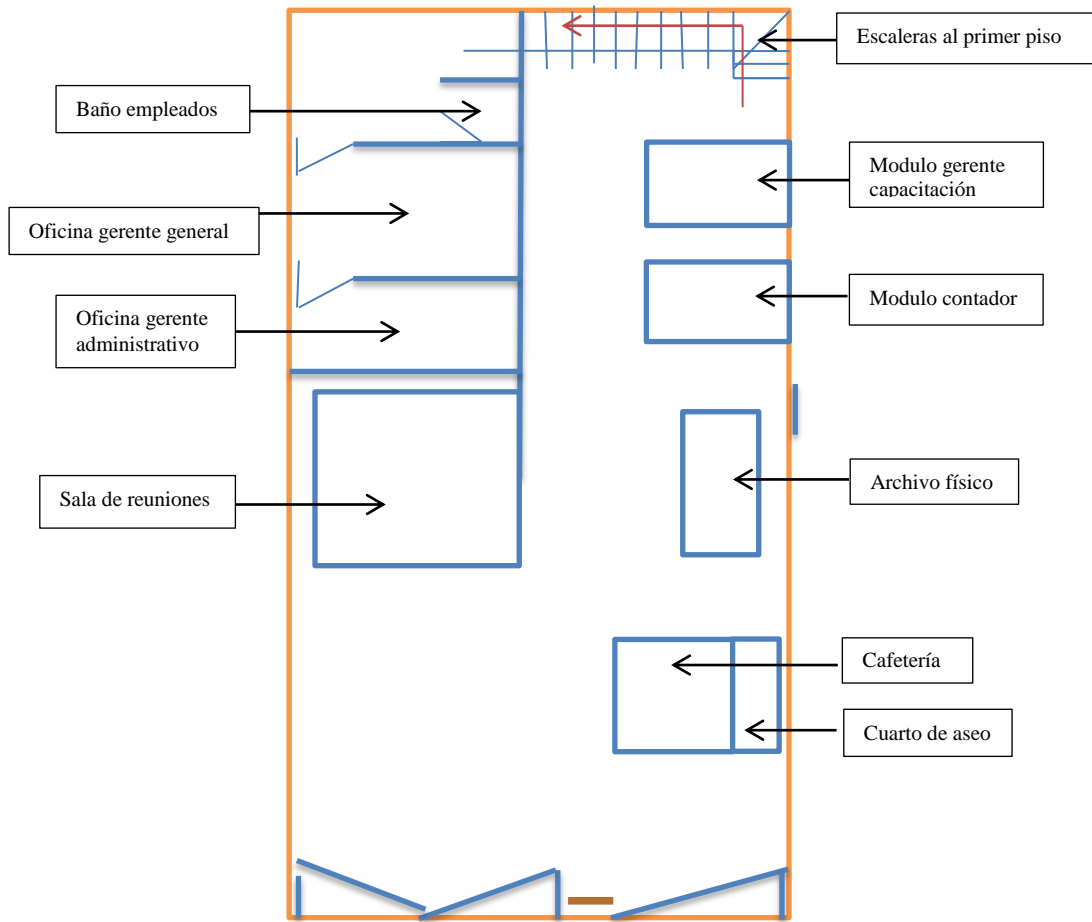 Escaleras al primer piso
Baño empleados
Modulo gerente
capacitación
Oficina gerente general
Modulo contador
Oficina gerente
administrativo
Sala de reuniones
Archivo físico
Cafetería
Cuarto de aseo